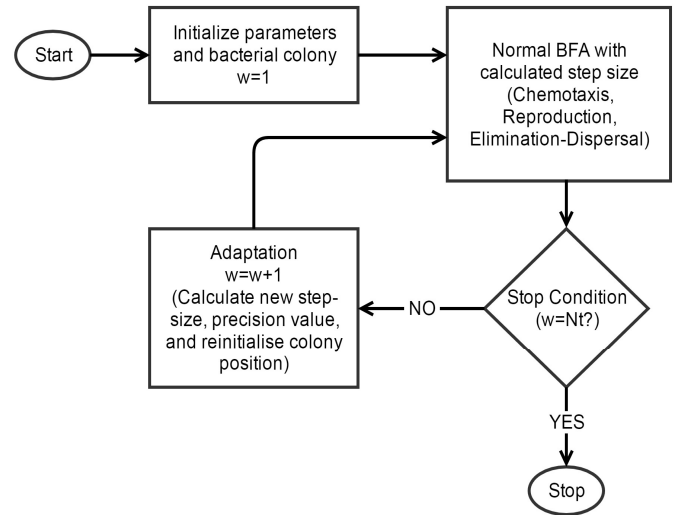 Start
Initialize parameters
and bacterial colony
w=1
Normal BFA with
calculated step size
(Chemotaxis,
Reproduction,
Elimination-Dispersal)
Adaptation
w=w+1
(Calculate new step-
size, precision value,
and reinitialise colony
position)
NO
Stop Condition
(w=Nt?)
YES
Stop